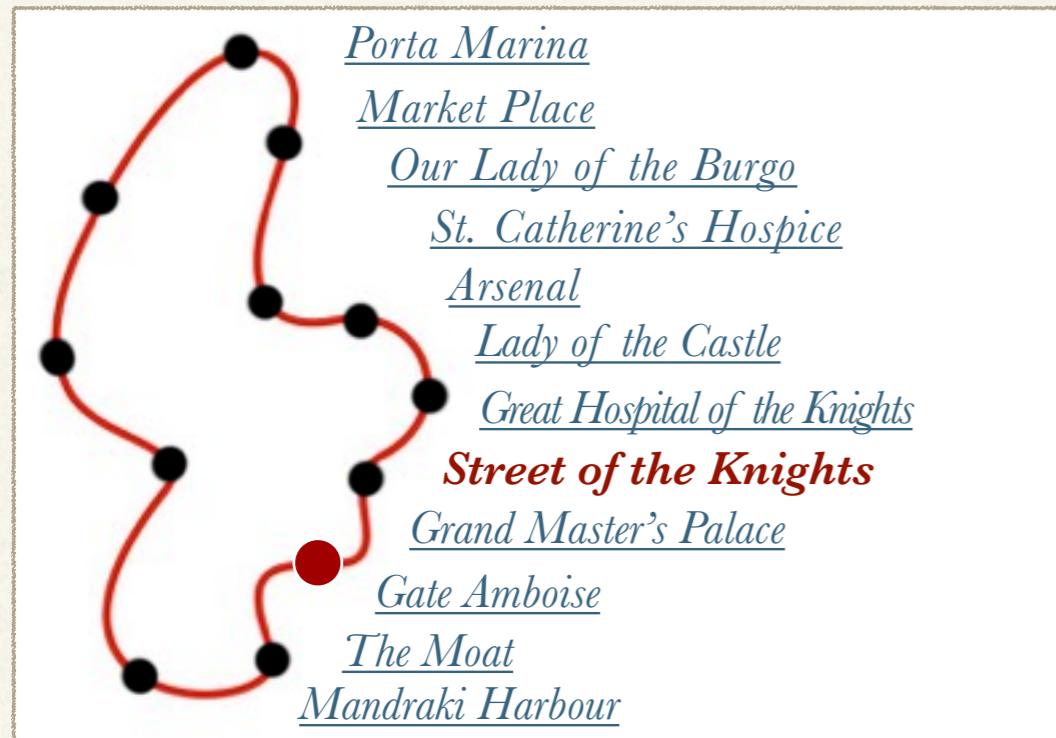 Porta Marina
Market Place
Our Lady of the Burgo
St. Catherine’s Hospice
Arsenal
Lady of the Castle
Great Hospital of the Knights
Street of the Knights
Grand Master’s Palace
Gate Amboise
The Moat
Mandraki Harbour